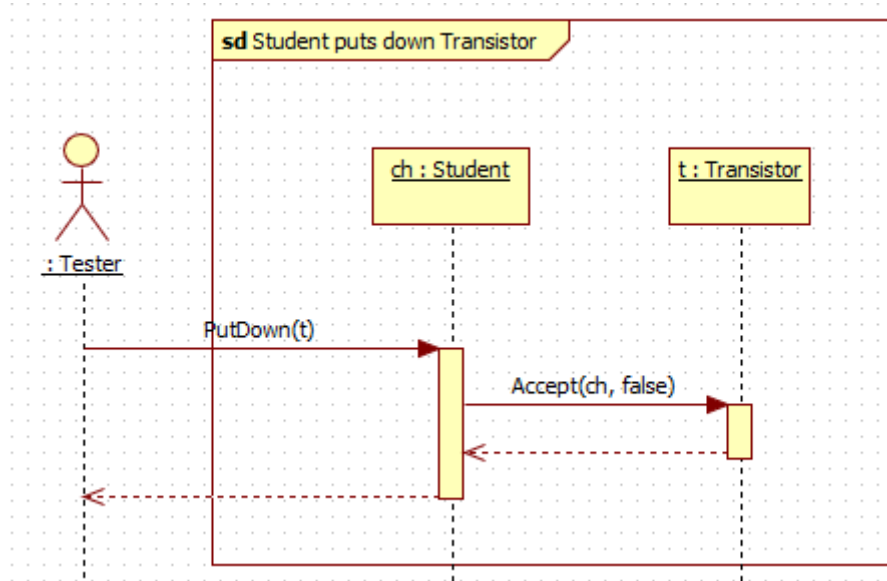 sd Student puts down Transistor
ch : Student
t : Transistor
: Tester
PutDown(t)
Accept(ch, false)